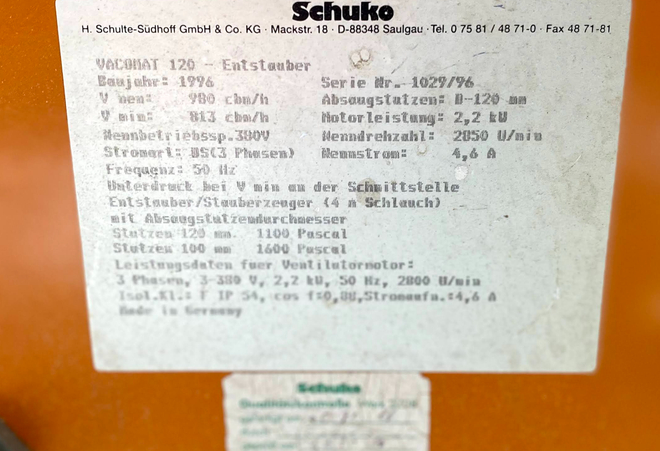 Schuko
H. Schulte-Südhoff GmbH & Co. KG · Mackstr. 18 · D-88348 Saulgau · Tel. 0 75 81 / 48 71-0 · Fax 48 71-81
VACOMAT 120 - Entstauber
Baujahr: 1996 Serie Nr.- 1029/96
V nen: 980 cbm/h Absaugstutzen: D-120 mm
V min: 813 cbm/h Motorleistung: 2,2 kW
Nennbetriebssp.380V Nenndrehzahl: 2850 U/min
Stromart: DS(3 Phasen) Nennstrom: 4,6 A
Frequenz: 50 Hz
Unterdruck bei V min an der Schnittstelle
Entstauber/Stauberzeuger (4 m Schlauch)
mit Absaugstutzendurchmesser
Stutzen 120 mm. 1100 Pascal
Stutzen 100 mm 1600 Pascal
Leistungsdaten fuer Ventilatormotor:
3 Phasen, 3-380 V, 2,2 kW, 50 Hz, 2800 U/min
Isol.Kl.: F IP 54, cos f:0,88,Stromaufn.:4,6 A
Made in Germany
Schuko